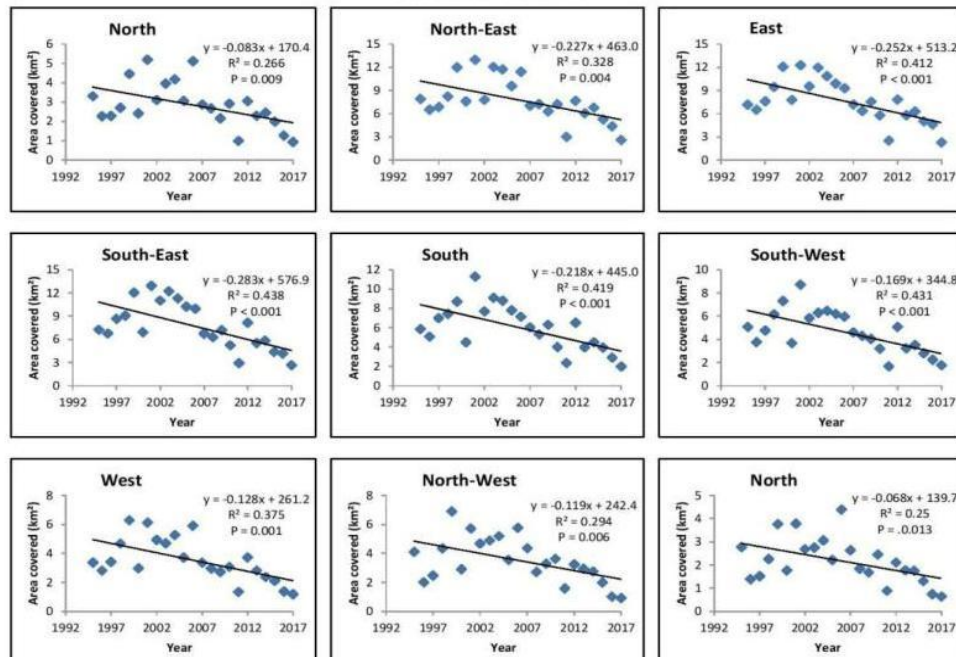 North
y = -0.083x + 170.4
R² = 0.266
P = 0.009
Area covered (km²)
6
5
4
3
2
1
0
1992 1997 2002 2007 2012 2017
Year
North-East
y = -0.227x + 463.0
R² = 0.328
P = 0.004
Area covered (km²)
15
12
9
6
3
0
1992 1997 2002 2007 2012 2017
Year
East
y = -0.252x + 513.2
R² = 0.412
P < 0.001
Area covered (km²)
15
12
9
6
3
0
1992 1997 2002 2007 2012 2017
Year
South-East
y = -0.283x + 576.9
R² = 0.438
P < 0.001
Area covered (km²)
15
12
9
6
3
0
1992 1997 2002 2007 2012 2017
Year
South
y = -0.218x + 445.0
R² = 0.419
P < 0.001
Area covered (km²)
12
10
8
6
4
2
0
1992 1997 2002 2007 2012 2017
Year
South-West
y = -0.169x + 344.8
R² = 0.431
P < 0.001
Area covered (km²)
10
8
6
4
2
0
1992 1997 2002 2007 2012 2017
Year
West
y = -0.128x + 261.2
R² = 0.375
P = 0.001
Area covered (km²)
8
6
4
2
0
1992 1997 2002 2007 2012 2017
Year
North-West
y = -0.119x + 242.4
R² = 0.294
P = 0.006
Area covered (km²)
8
6
4
2
0
1992 1997 2002 2007 2012 2017
Year
North
y = -0.068x + 139.7
R² = 0.25
P = .0013
Area covered (km²)
5
4
3
2
1
0
1992 1997 2002 2007 2012 2017
Year